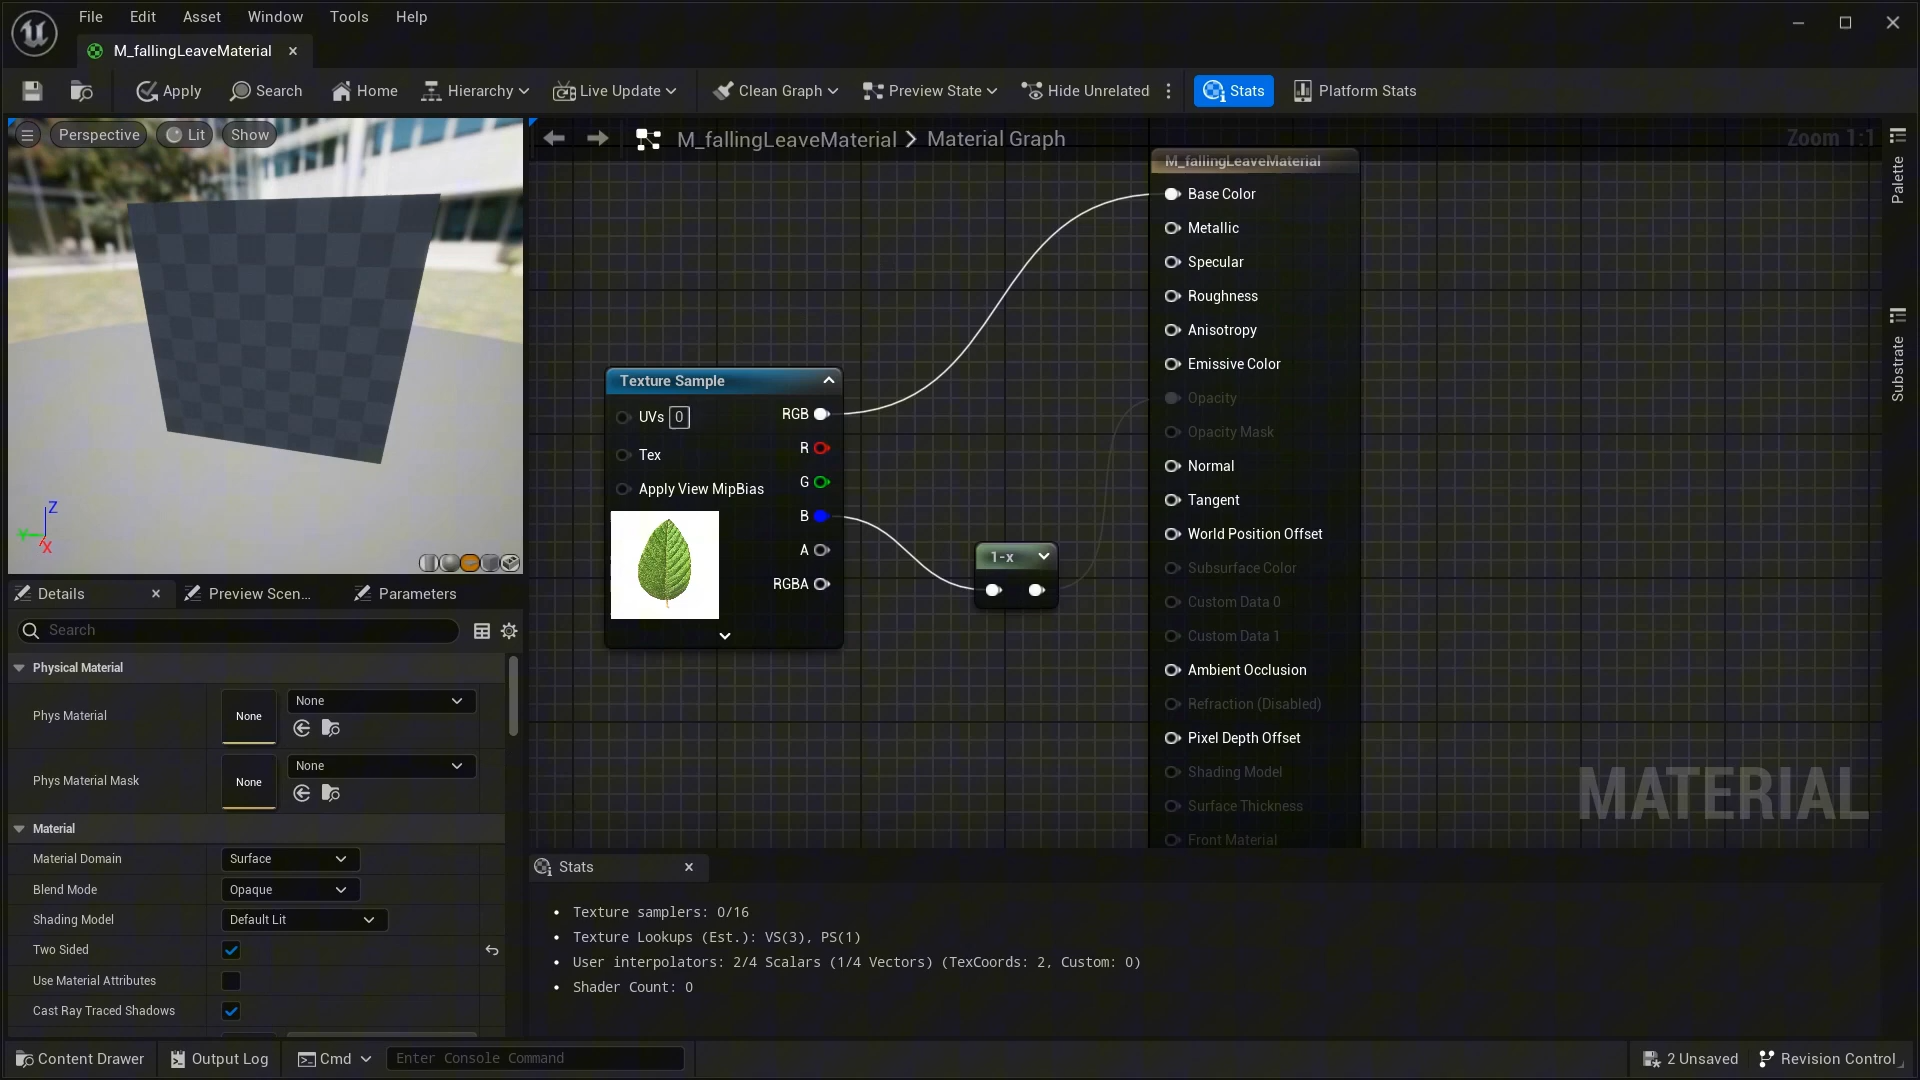 File Edit Asset Window Tools Help
M_fallingLeaveMaterial
Apply Search Home Hierarchy Live Update Clean Graph Preview State Hide Unrelated Stats Platform Stats
Perspective Lit Show
M_fallingLeaveMaterial > Material Graph
Zoom 1:1
Palette
Substrate
M_fallingLeaveMaterial
Base Color
Metallic
Specular
Roughness
Anisotropy
Emissive Color
Opacity
Opacity Mask
Normal
Tangent
World Position Offset
Subsurface Color
Custom Data 0
Custom Data 1
Ambient Occlusion
Refraction (Disabled)
Pixel Depth Offset
Shading Model
Surface Thickness
Front Material
Texture Sample
UVs 0 RGB
R
Tex
G
Apply View MipBias
B
A
RGBA
1-x
MATERIAL
Z
Y
X
Details Preview Scen... Parameters
Search
Physical Material
Phys Material None None
Phys Material Mask None None
Material
Material Domain Surface
Blend Mode Opaque
Shading Model Default Lit
Two Sided
Use Material Attributes
Cast Ray Traced Shadows
Stats
• Texture samplers: 0/16
• Texture Lookups (Est.): VS(3), PS(1)
• User interpolators: 2/4 Scalars (1/4 Vectors) (TexCoords: 2, Custom: 0)
• Shader Count: 0
Content Drawer Output Log Cmd Enter Console Command 2 Unsaved Revision Control